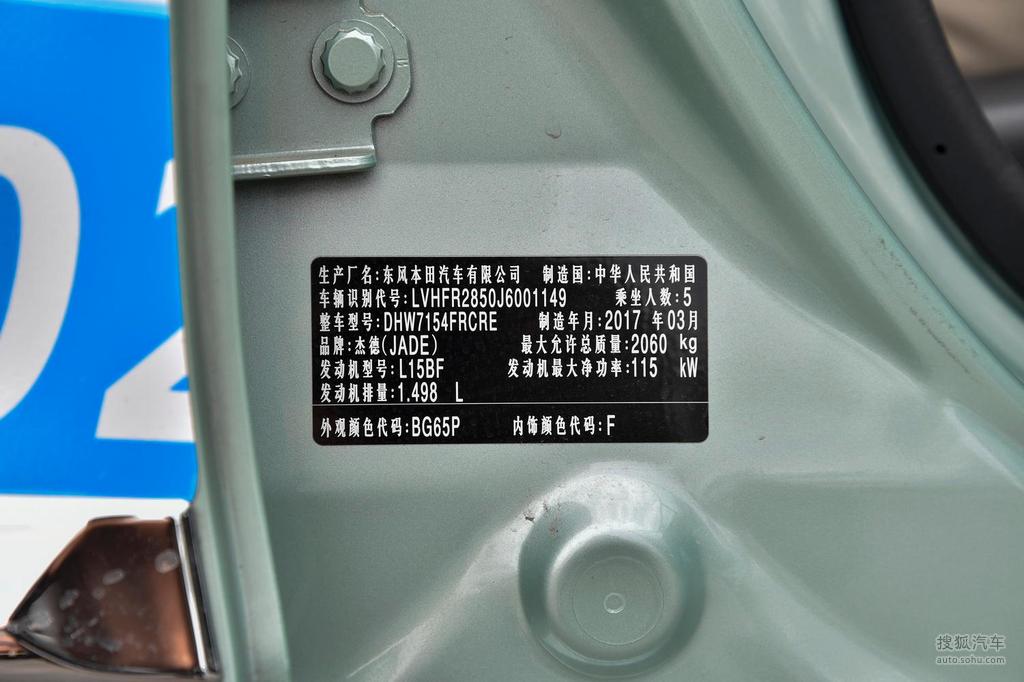 02
生产厂名:东风本田汽车有限公司 制造国:中华人民共和国
车辆识别代号:LVHFR2850J6001149 乘坐人数:5
整车型号:DHW7154FRCRE 制造年月:2017 年03月
品牌:杰德(JADE) 最大允许总质量:2060 kg
发动机型号:L15BF 发动机最大净功率:115 kW
发动机排量:1.498 L
外观颜色代码:BG65P 内饰颜色代码:F
搜狐汽车
auto.sohu.com